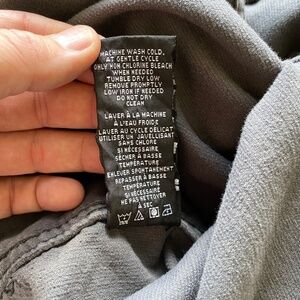 MACHINE WASH COLD,
AT GENTLE CYCLE
ONLY NON CHLORINE BLEACH
WHEN NEEDED
TUMBLE DRY LOW
REMOVE PROMPTLY
LOW IRON IF NEEDED
DO NOT DRY
CLEAN
LAVER À LA MACHINE
À L'EAU FROIDE
LAVER AU CYCLE DÉLICAT
UTILISER UN JAVELLISANT
SANS CHLORE
SI NÉCESSAIRE
SÉCHER À BASSE
TEMPÉRATURE
ENLEVER SPONTANÉMENT
REPASSER À BASSE
TEMPÉRATURE
SI NÉCESSAIRE
NE PAS NETTOYER
À SEC